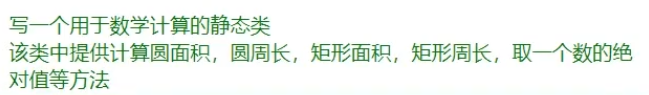 写一个用于数学计算的静态类
该类中提供计算圆面积，圆周长，矩形面积，矩形周长，取一个数的绝
对值等方法